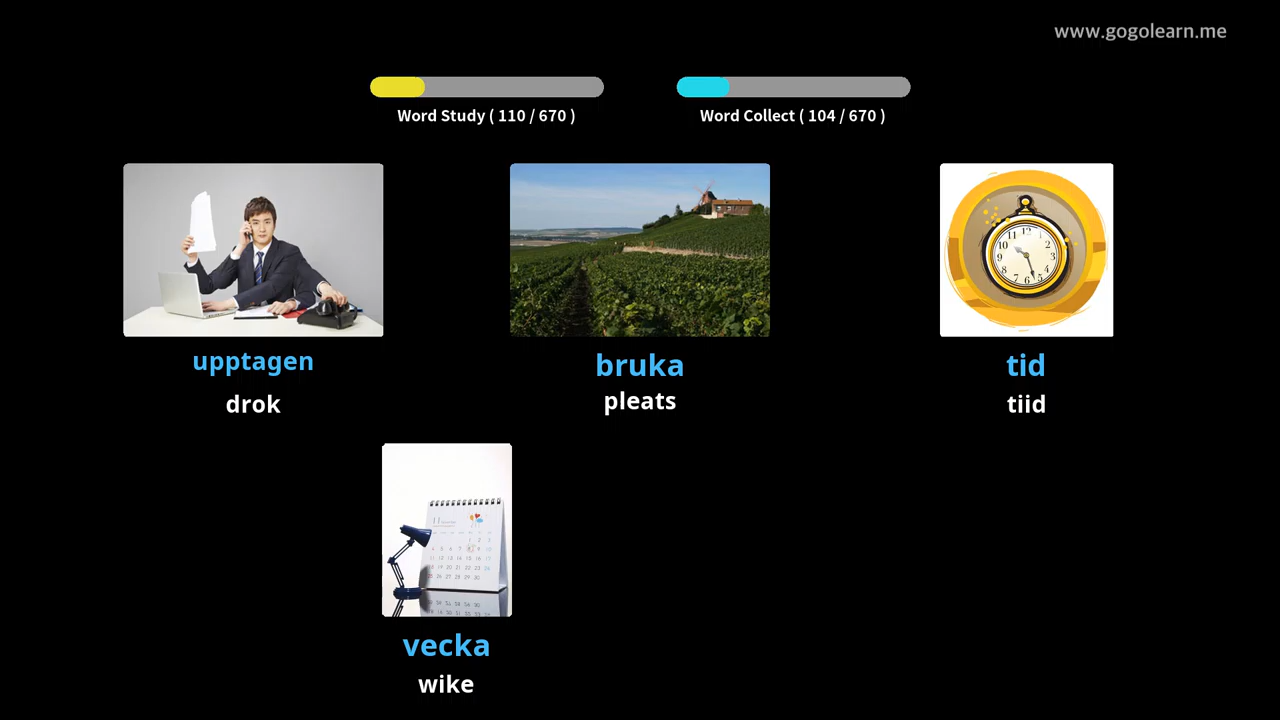 www.gogolearn.me
Word Study ( 110 / 670 )
Word Collect ( 104 / 670 )
upptagen
drok
bruka
pleats
tid
tiid
vecka
wike